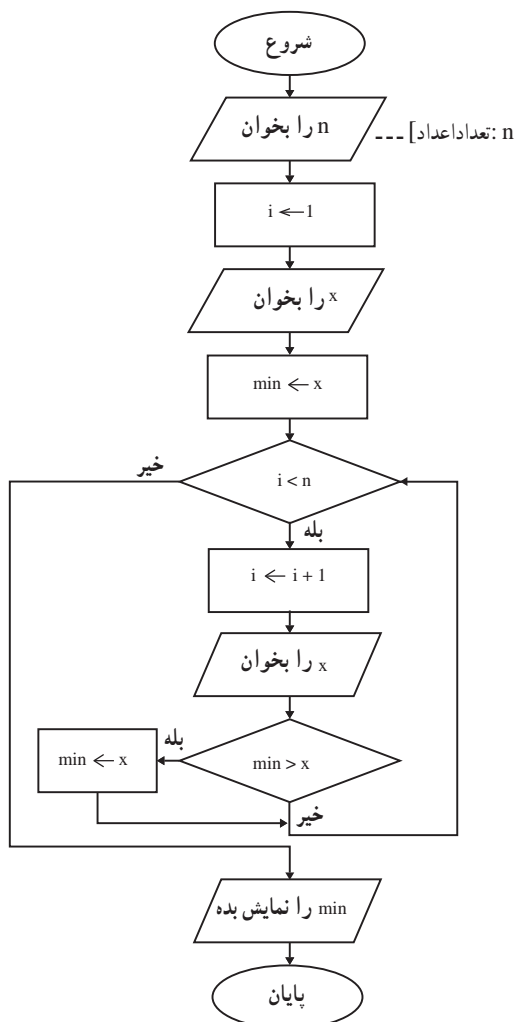 شروع
n را بخوان
n :تعداداعداد]
i ← 1
x را بخوان
min ← x
i < n
خیر
بله
i ← i + 1
x را بخوان
min > x
بله
min ← x
خیر
min را نمایش بده
پایان